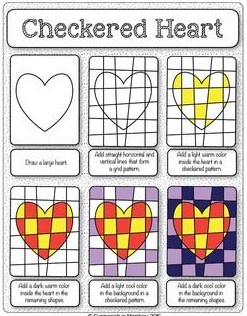 Checkered Heart
Draw a large heart.
Add straight horizontal and
vertical lines that form
a grid pattern.
Add a light warm color
inside the heart in a
checkered pattern.
Add a dark warm color
inside the heart in the
remaining shapes.
Add a light cool color
in the background in a
checkered pattern.
Add a dark cool color
in the background in
the remaining shapes.